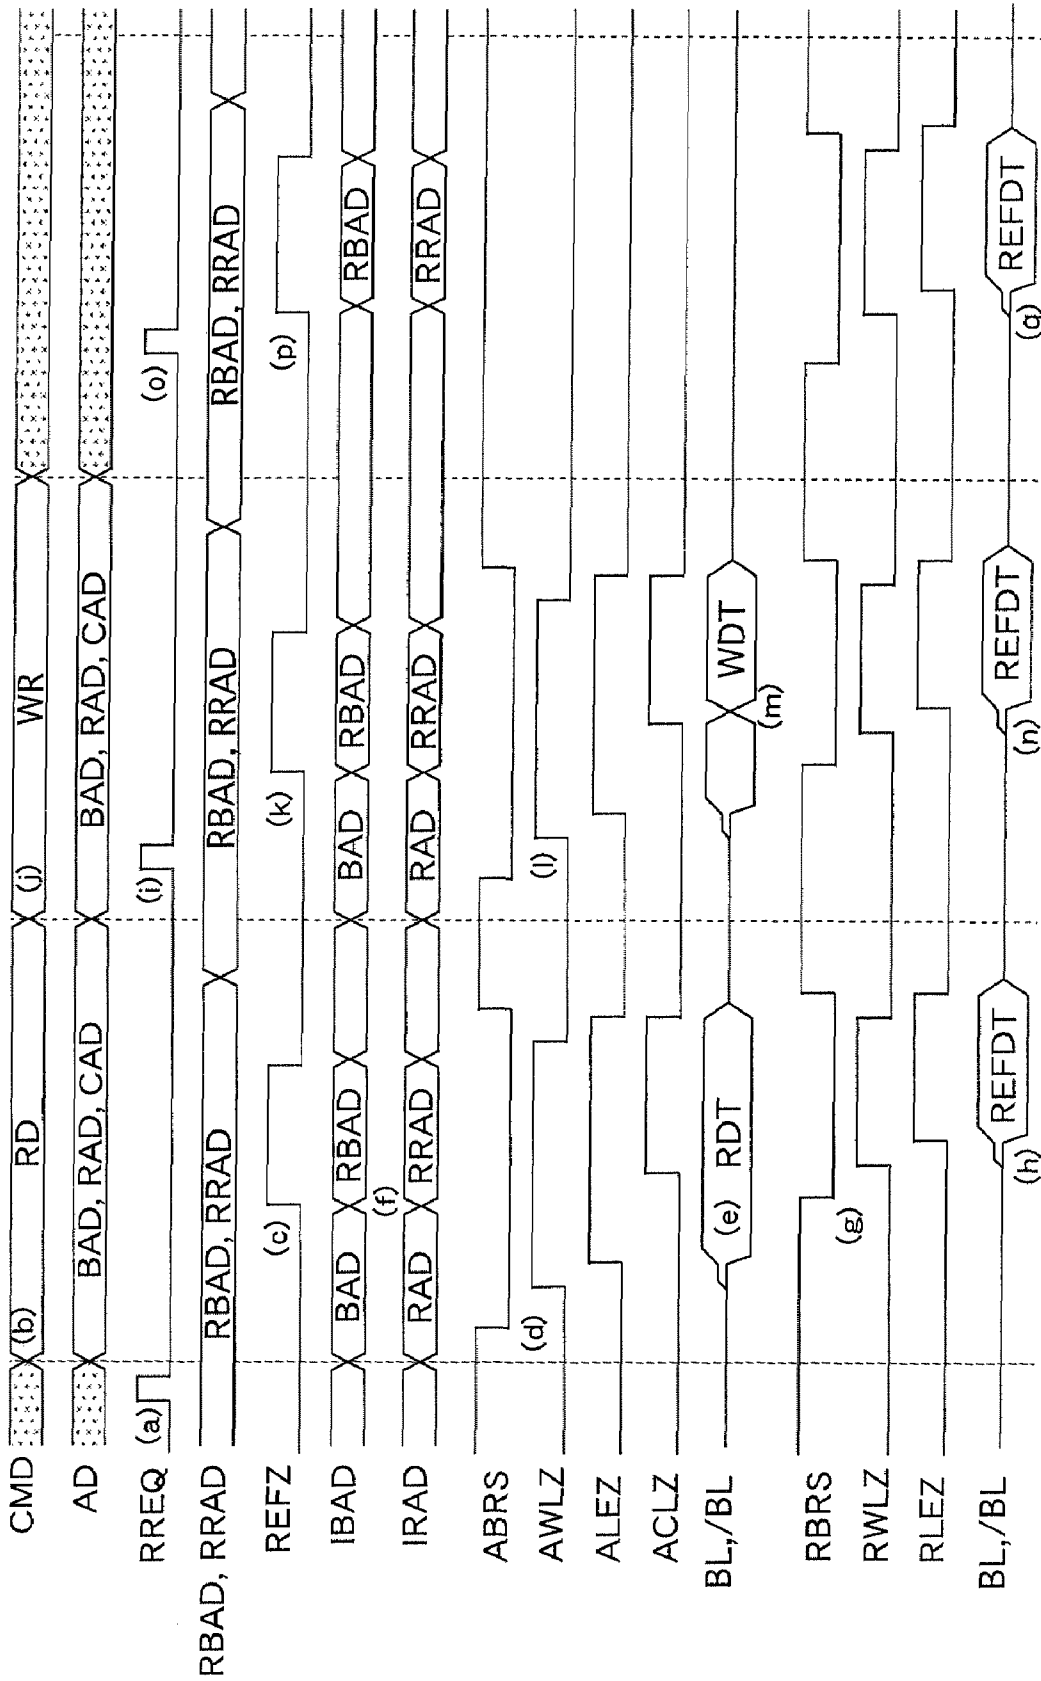 CMD (b) RD (j) WR
AD BAD, RAD, CAD BAD, RAD, CAD
RREQ (a) (i) (o)
RBAD, RRAD RBAD, RRAD RBAD, RRAD RBAD, RRAD
REFZ (c) (k) (p)
IBAD BAD RBAD BAD RBAD RBAD
(f)
IRAD RAD RRAD RAD RRAD RRAD
ABRS
(d) (l)
AWLZ
ALEZ
ACLZ
BL,/BL (e) RDT WDT
(m)
RBRS
(g)
RWLZ
RLEZ
BL,/BL REFDT REFDT REFDT
(h) (n) (q)